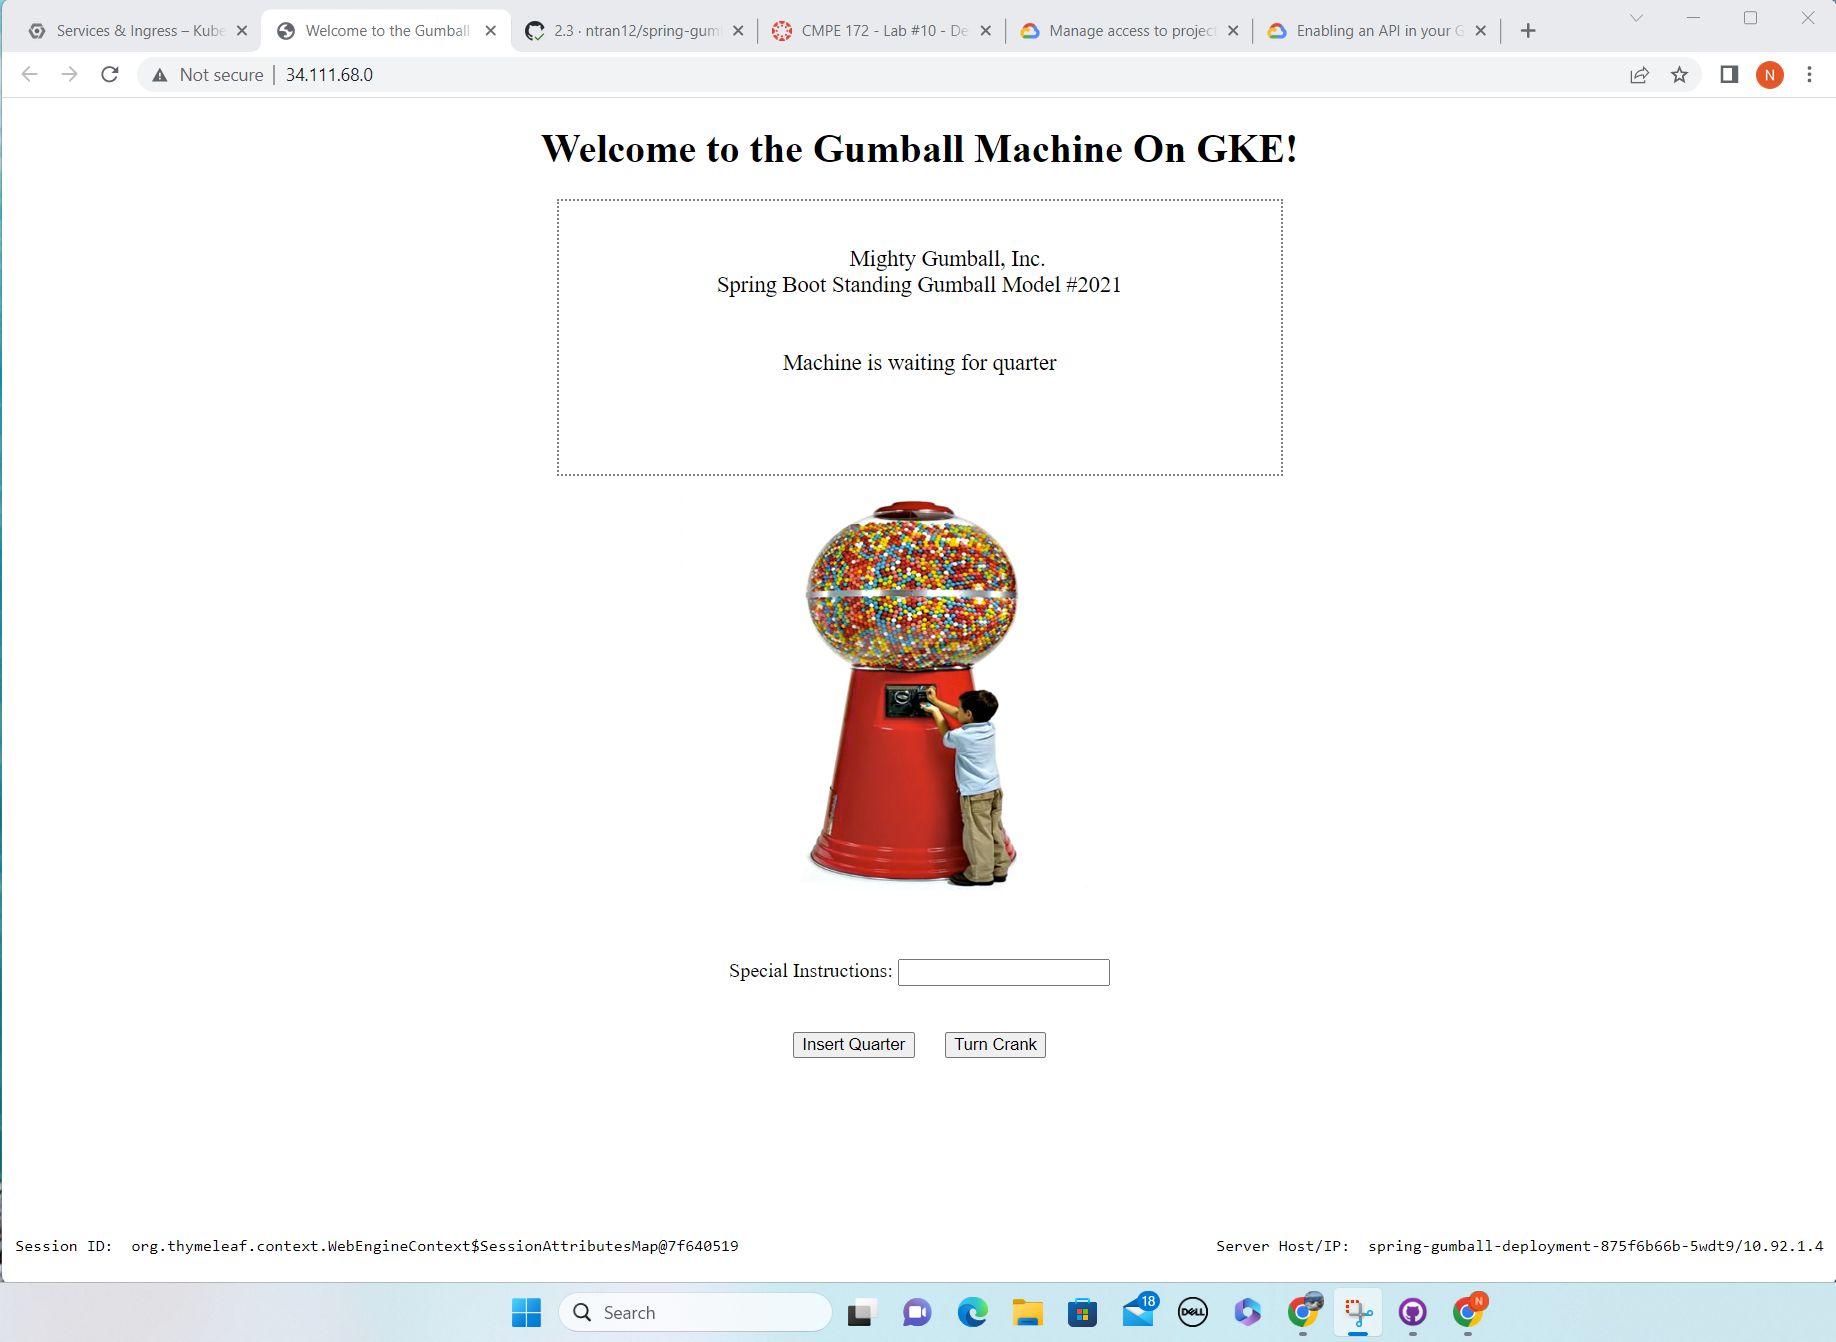 Services & Ingress – Kube
Welcome to the Gumball
2.3 · ntran12/spring-gum
CMPE 172 - Lab #10 - De
Manage access to project
Enabling an API in your G
Not secure | 34.111.68.0
N
Welcome to the Gumball Machine On GKE!
Mighty Gumball, Inc.
Spring Boot Standing Gumball Model #2021
Machine is waiting for quarter
Special Instructions:
Insert Quarter Turn Crank
Session ID: org.thymeleaf.context.WebEngineContext$SessionAttributesMap@7f640519
Server Host/IP: spring-gumball-deployment-875f6b66b-5wdt9/10.92.1.4
Search
18
DELL
N